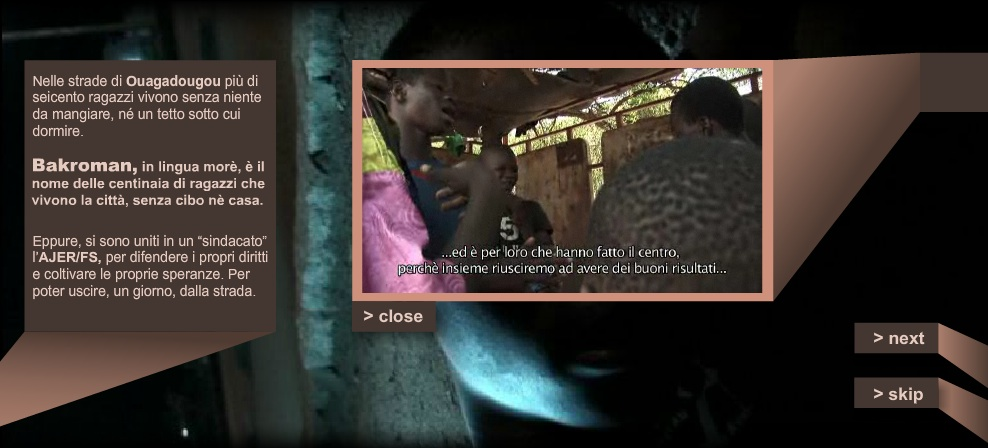 Nelle strade di Ouagadougou più di
seicento ragazzi vivono senza niente
da mangiare, né un tetto sotto cui
dormire.
Bakroman, in lingua morè, è il
nome delle centinaia di ragazzi che
vivono la città, senza cibo nè casa.
Eppure, si sono uniti in un “sindacato”
l’AJER/FS, per difendere i propri diritti
e coltivare le proprie speranze. Per
poter uscire, un giorno, dalla strada.
5
...ed è per loro che hanno fatto il centro,
perchè insieme riusciremo ad avere dei buoni risultati...
> close
> next
> skip